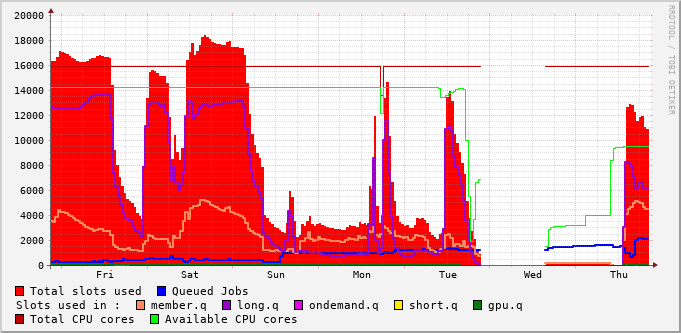 RRDTOOL / TOBI OETIKER
20000
18000
16000
14000
12000
10000
8000
6000
4000
2000
0
Fri Sat Sun Mon Tue Wed Thu
Total slots used Queued Jobs
Slots used in : member.q long.q ondemand.q short.q gpu.q
Total CPU cores Available CPU cores